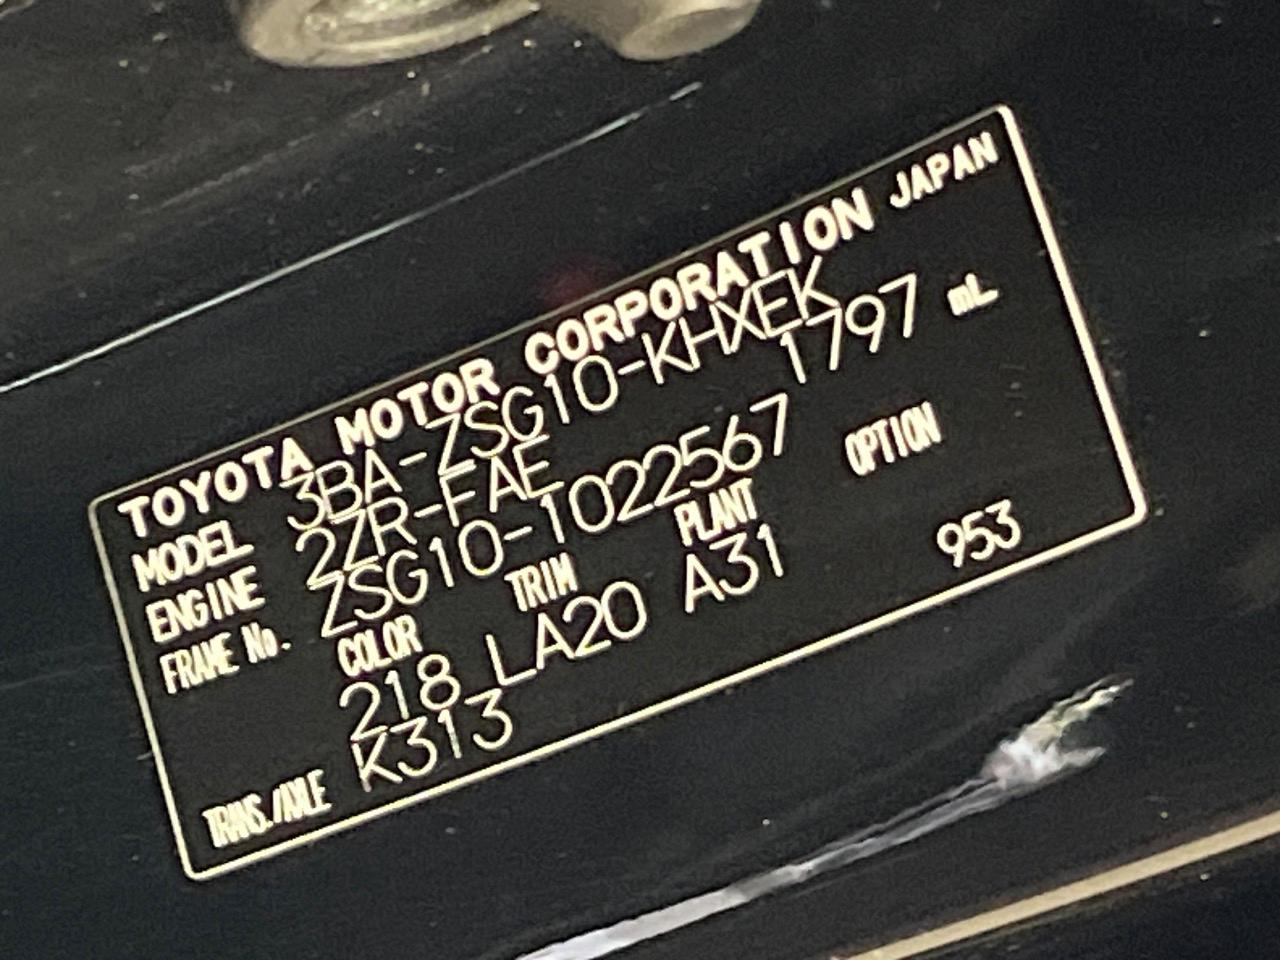 TOYOTA MOTOR CORPORATION JAPAN
MODEL 3BA-ZSG10-KHXEK
ENGINE 2ZR-FAE 1797 mL
FRAME No. ZSG10-1022567
COLOR TRIM PLANT OPTION
218 LA20 A31 953
TRANS./AXLE K313